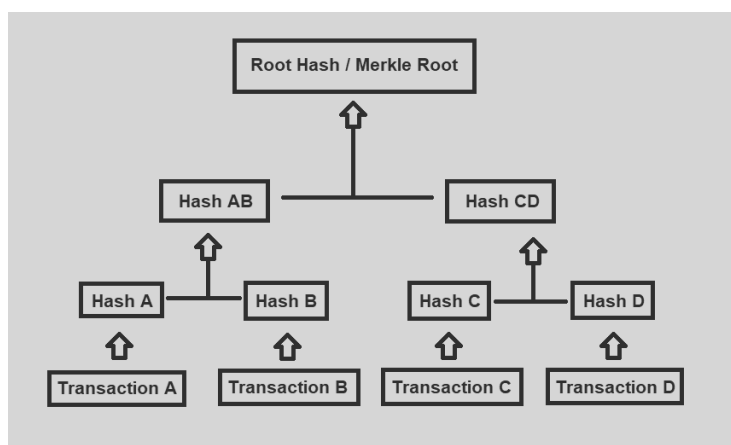 Root Hash / Merkle Root
Hash AB
Hash CD
Hash A
Hash B
Hash C
Hash D
Transaction A
Transaction B
Transaction C
Transaction D